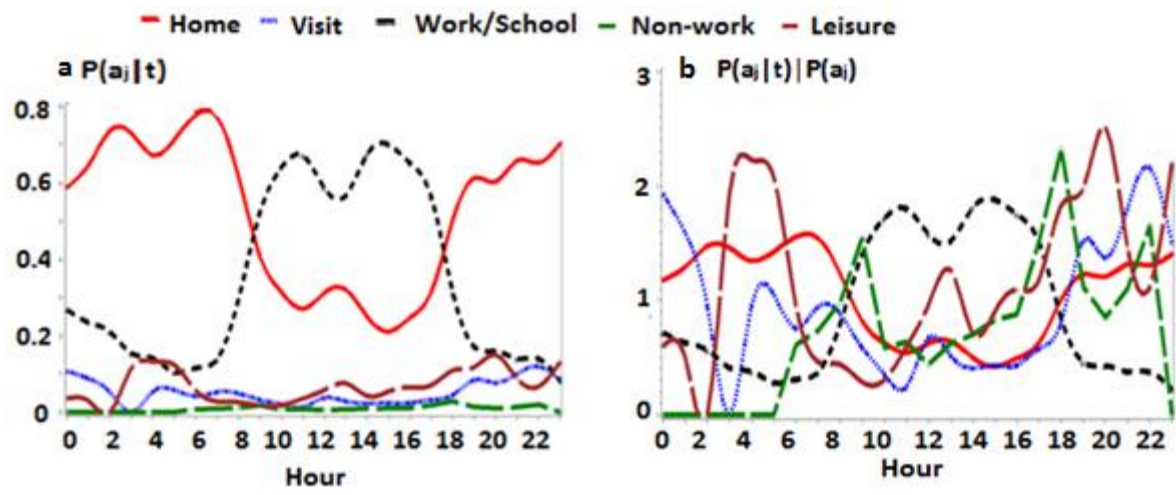 Home Visit Work/School Non-work Leisure
a P(aⱼ|t)
0.8
0.6
0.4
0.2
0
0 2 4 6 8 10 12 14 16 18 20 22
Hour
b P(aⱼ|t)|P(aⱼ)
3
2
1
0
0 2 4 6 8 10 12 14 16 18 20 22
Hour